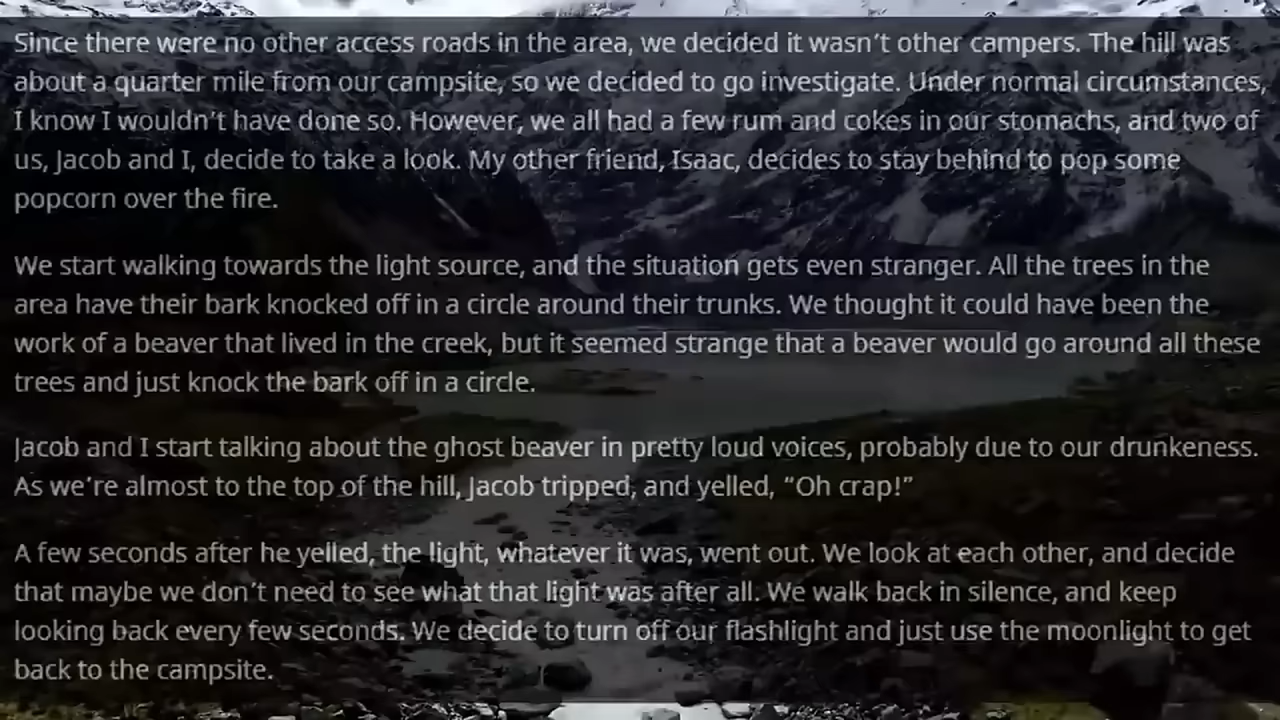 Since there were no other access roads in the area, we decided it wasn’t other campers. The hill was
about a quarter mile from our campsite, so we decided to go investigate. Under normal circumstances,
I know I wouldn’t have done so. However, we all had a few rum and cokes in our stomachs, and two of
us, Jacob and I, decide to take a look. My other friend, Isaac, decides to stay behind to pop some
popcorn over the fire.
We start walking towards the light source, and the situation gets even stranger. All the trees in the
area have their bark knocked off in a circle around their trunks. We thought it could have been the
work of a beaver that lived in the creek, but it seemed strange that a beaver would go around all these
trees and just knock the bark off in a circle.
Jacob and I start talking about the ghost beaver in pretty loud voices, probably due to our drunkeness.
As we’re almost to the top of the hill, Jacob tripped, and yelled, “Oh crap!”
A few seconds after he yelled, the light, whatever it was, went out. We look at each other, and decide
that maybe we don’t need to see what that light was after all. We walk back in silence, and keep
looking back every few seconds. We decide to turn off our flashlight and just use the moonlight to get
back to the campsite.